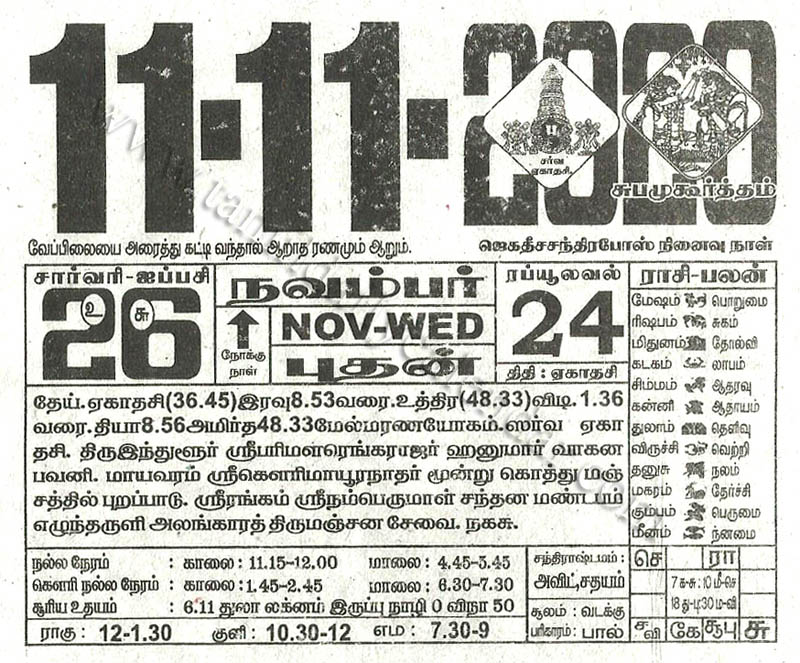 11-11-2020
சர்வ
ஏகாதசி
சுபமுகூர்த்தம்
வேப்பிலையை அரைத்து கட்டி வந்தால் ஆறாத ரணமும் ஆறும்.
ஜெகதீசசந்திரபோஸ் நினைவு நாள்
சார்வரி-ஐப்பசி
26
உ சு
நவம்பர்
நோக்கு
நாள்
NOV-WED
புதன்
ரப்யூலவல்
24
திதி : ஏகாதசி
தேய்.ஏகாதசி(36.45)இரவு8.53வரை.உத்திர(48.33)விடி.1.36
வரை.தியா8.56அமிர்த48.33மேல்மரணயோகம்.ஸர்வ ஏகா
தசி. திருஇந்துளூர் ஸ்ரீபரிமளரெங்கராஜர் ஹனுமார் வாகன
பவனி. மாயவரம் ஸ்ரீகௌரிமாயூரநாதர் மூன்று கொத்து மஞ்
சத்தில் புறப்பாடு. ஸ்ரீரங்கம் ஸ்ரீநம்பெருமாள் சந்தன மண்டபம்
எழுந்தருளி அலங்காரத் திருமஞ்சன சேவை. நகசு.
ராசி-பலன்
மேஷம் பொறுமை
ரிஷபம் சுகம்
மிதுனம் தோல்வி
கடகம் லாபம்
சிம்மம் ஆதரவு
கன்னி ஆதாயம்
துலாம் தெளிவு
விருச்சி வெற்றி
தனுசு நலம்
மகரம் தேர்ச்சி
கும்பம் பெருமை
மீனம் நன்மை
நல்ல நேரம் : காலை: 11.15-12.00 மாலை: 4.45-5.45
கௌரி நல்ல நேரம் : காலை:1.45-2.45 மாலை: 6.30-7.30
சூரிய உதயம் : 6.11 துலா லக்னம் இருப்பு நாழி 0 விநா 50
ராகு: 12-1.30 குளி: 10.30-12 எம: 7.30-9
சந்திராஷ்டமம்:
அவிட்,சதயம்
சூலம் : வடக்கு
பரிகாரம்: பால்
செ ரா
7 க-சு:10 மீ-செ
18 து-பு:30 ம-வி
ச வி கே சூபு சு